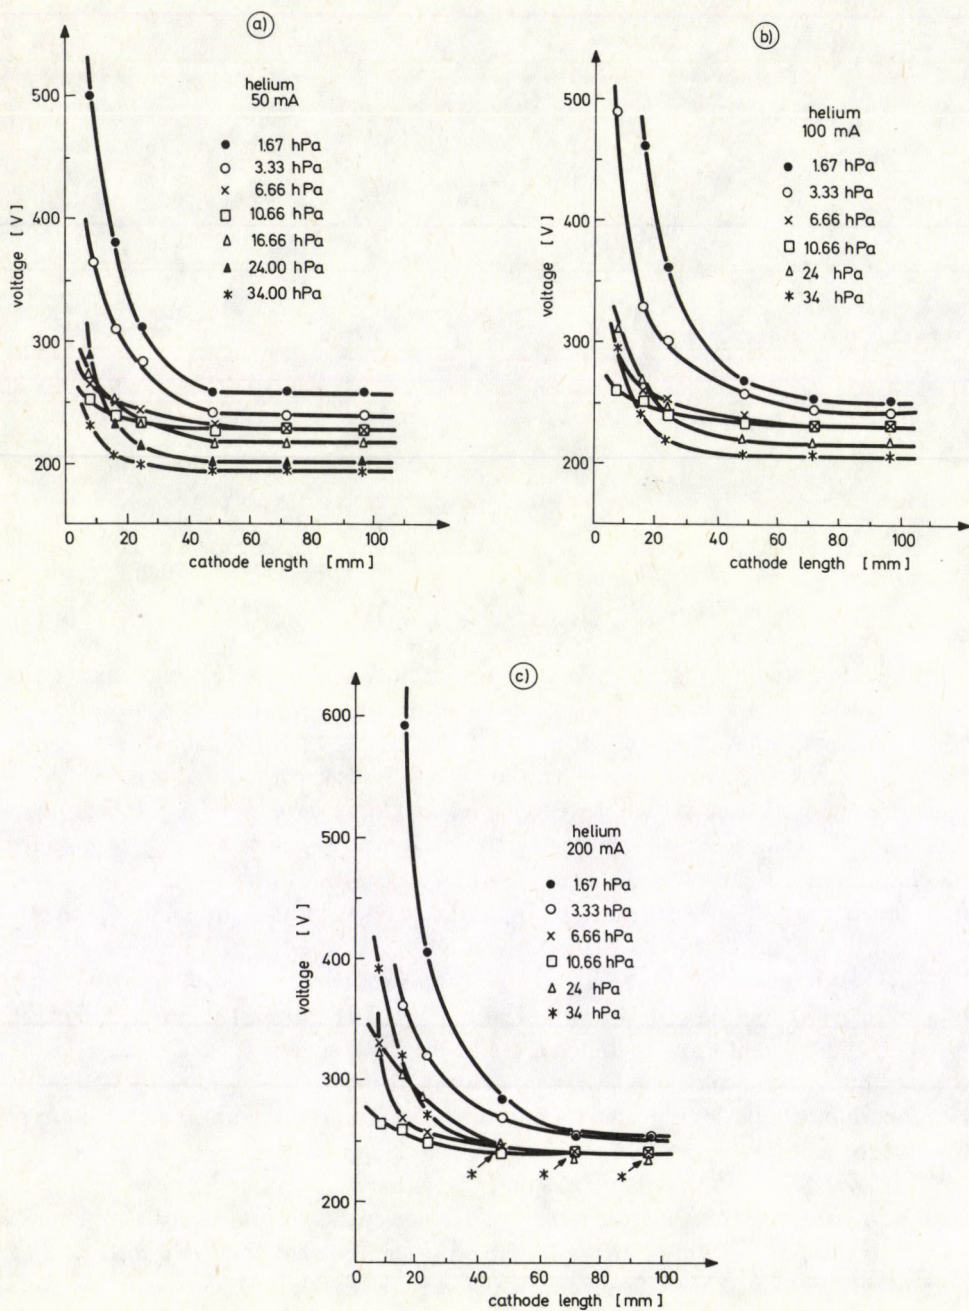 a)
helium
50 mA
1.67 hPa
3.33 hPa
6.66 hPa
10.66 hPa
16.66 hPa
24.00 hPa
34.00 hPa
voltage [V]
500
400
300
200
0 20 40 60 80 100
cathode length [mm]
b)
helium
100 mA
1.67 hPa
3.33 hPa
6.66 hPa
10.66 hPa
24 hPa
34 hPa
voltage [V]
500
400
300
200
0 20 40 60 80 100
cathode length [mm]
c)
helium
200 mA
1.67 hPa
3.33 hPa
6.66 hPa
10.66 hPa
24 hPa
34 hPa
voltage [V]
600
500
400
300
200
0 20 40 60 80 100
cathode length [mm]